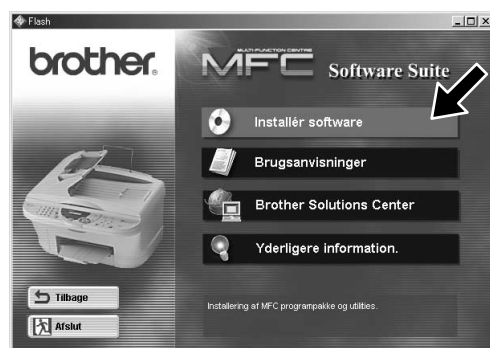 Flash
brother.
MULTI-FUNCTION CENTRE
MFC Software Suite
Installér software
Brugsanvisninger
Brother Solutions Center
Yderligere information.
Tilbage
Afslut
Installering af MFC programpakke og utilities.